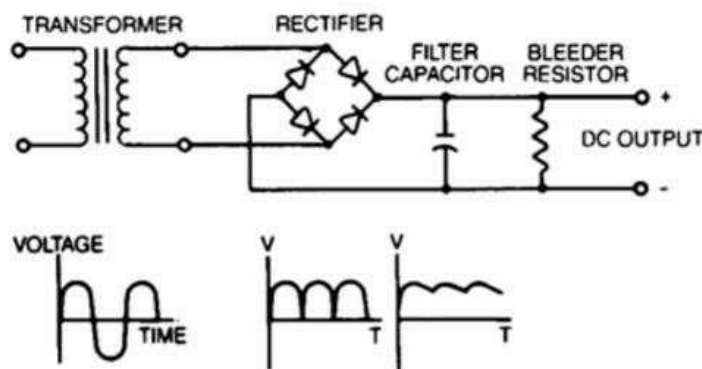 TRANSFORMER
RECTIFIER
FILTER
CAPACITOR
BLEEDER
RESISTOR
+
DC OUTPUT
-
VOLTAGE
TIME
V
T
V
T